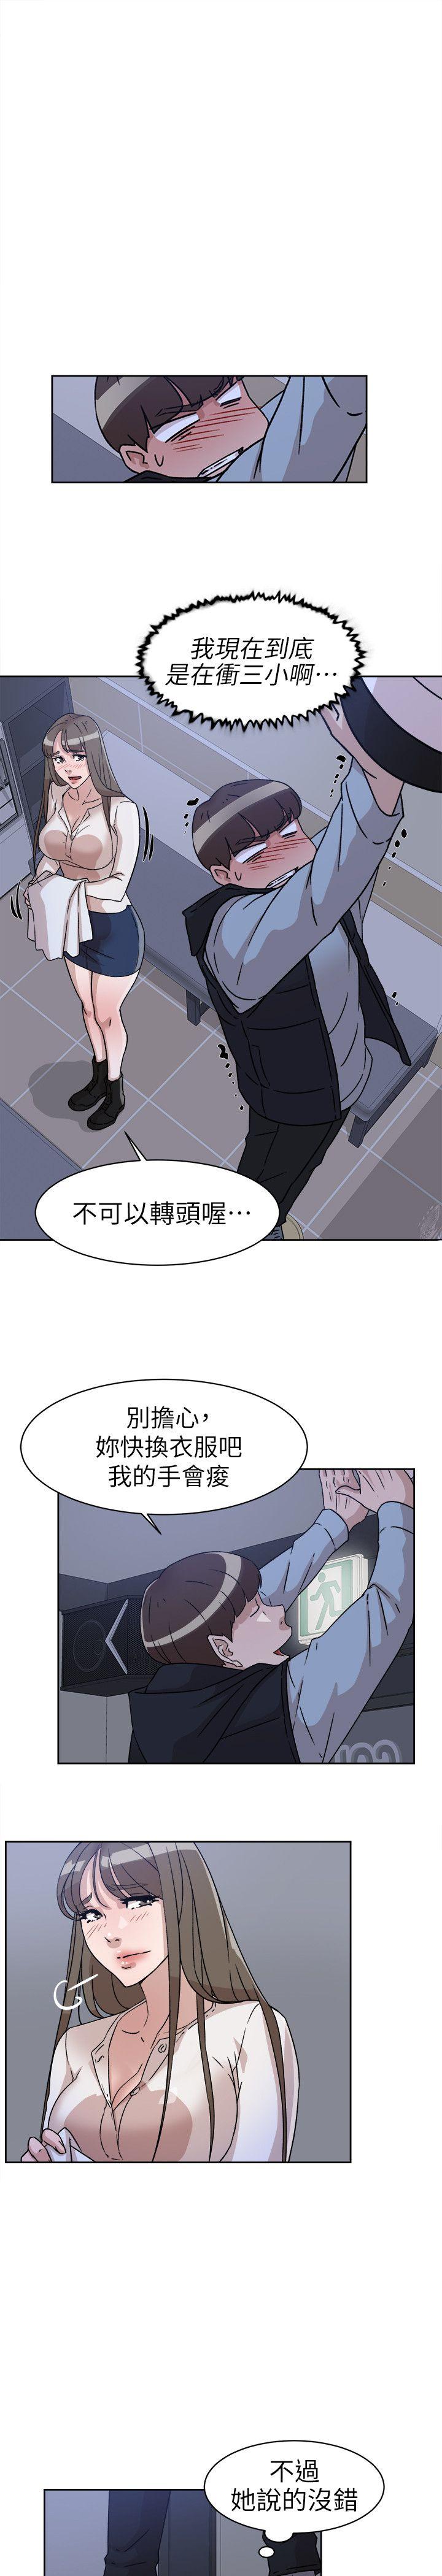 我現在到底
是在衝三小啊…
不可以轉頭喔…
別擔心,
妳快換衣服吧
我的手會痠
不過
她說的沒錯